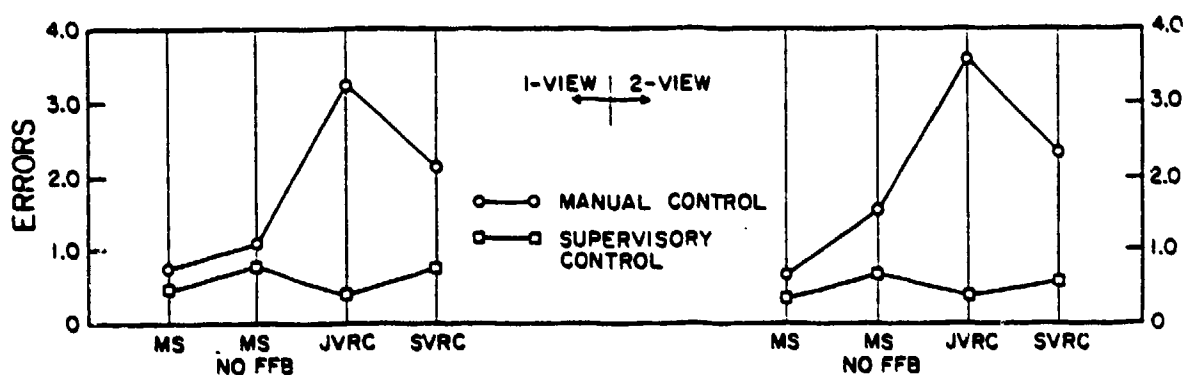 4.0
3.0
2.0
1.0
0
ERRORS
MS
MS
NO FFB
JVRC
SVRC
1-VIEW 2-VIEW
MANUAL CONTROL
SUPERVISORY
CONTROL
4.0
3.0
2.0
1.0
0
MS
MS
NO FFB
JVRC
SVRC